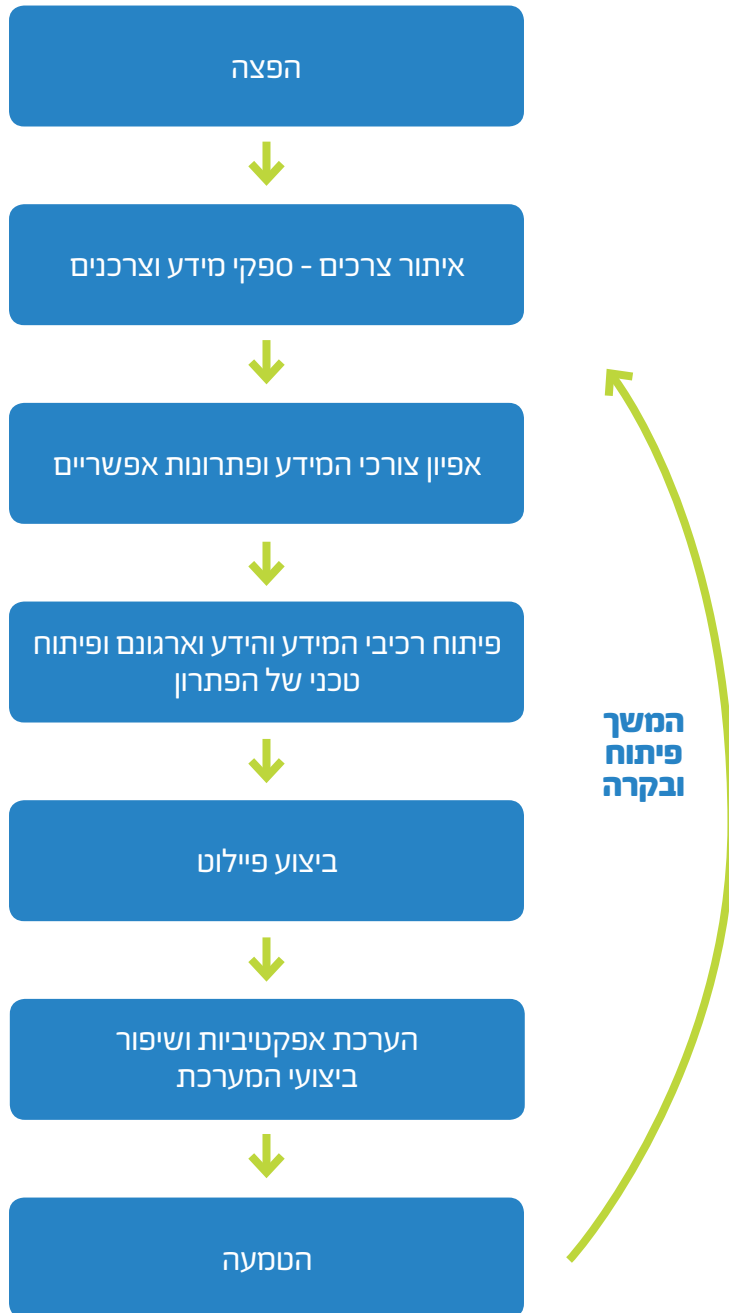 הפצה
איתור צרכים - ספקי מידע וצרכנים
אפיון צורכי המידע ופתרונות אפשריים
פיתוח רכיבי המידע והידע וארגונם ופיתוח
טכני של הפתרון
המשך
פיתוח
ובקרה
ביצוע פיילוט
הערכת אפקטיביות ושיפור
ביצועי המערכת
הטמעה